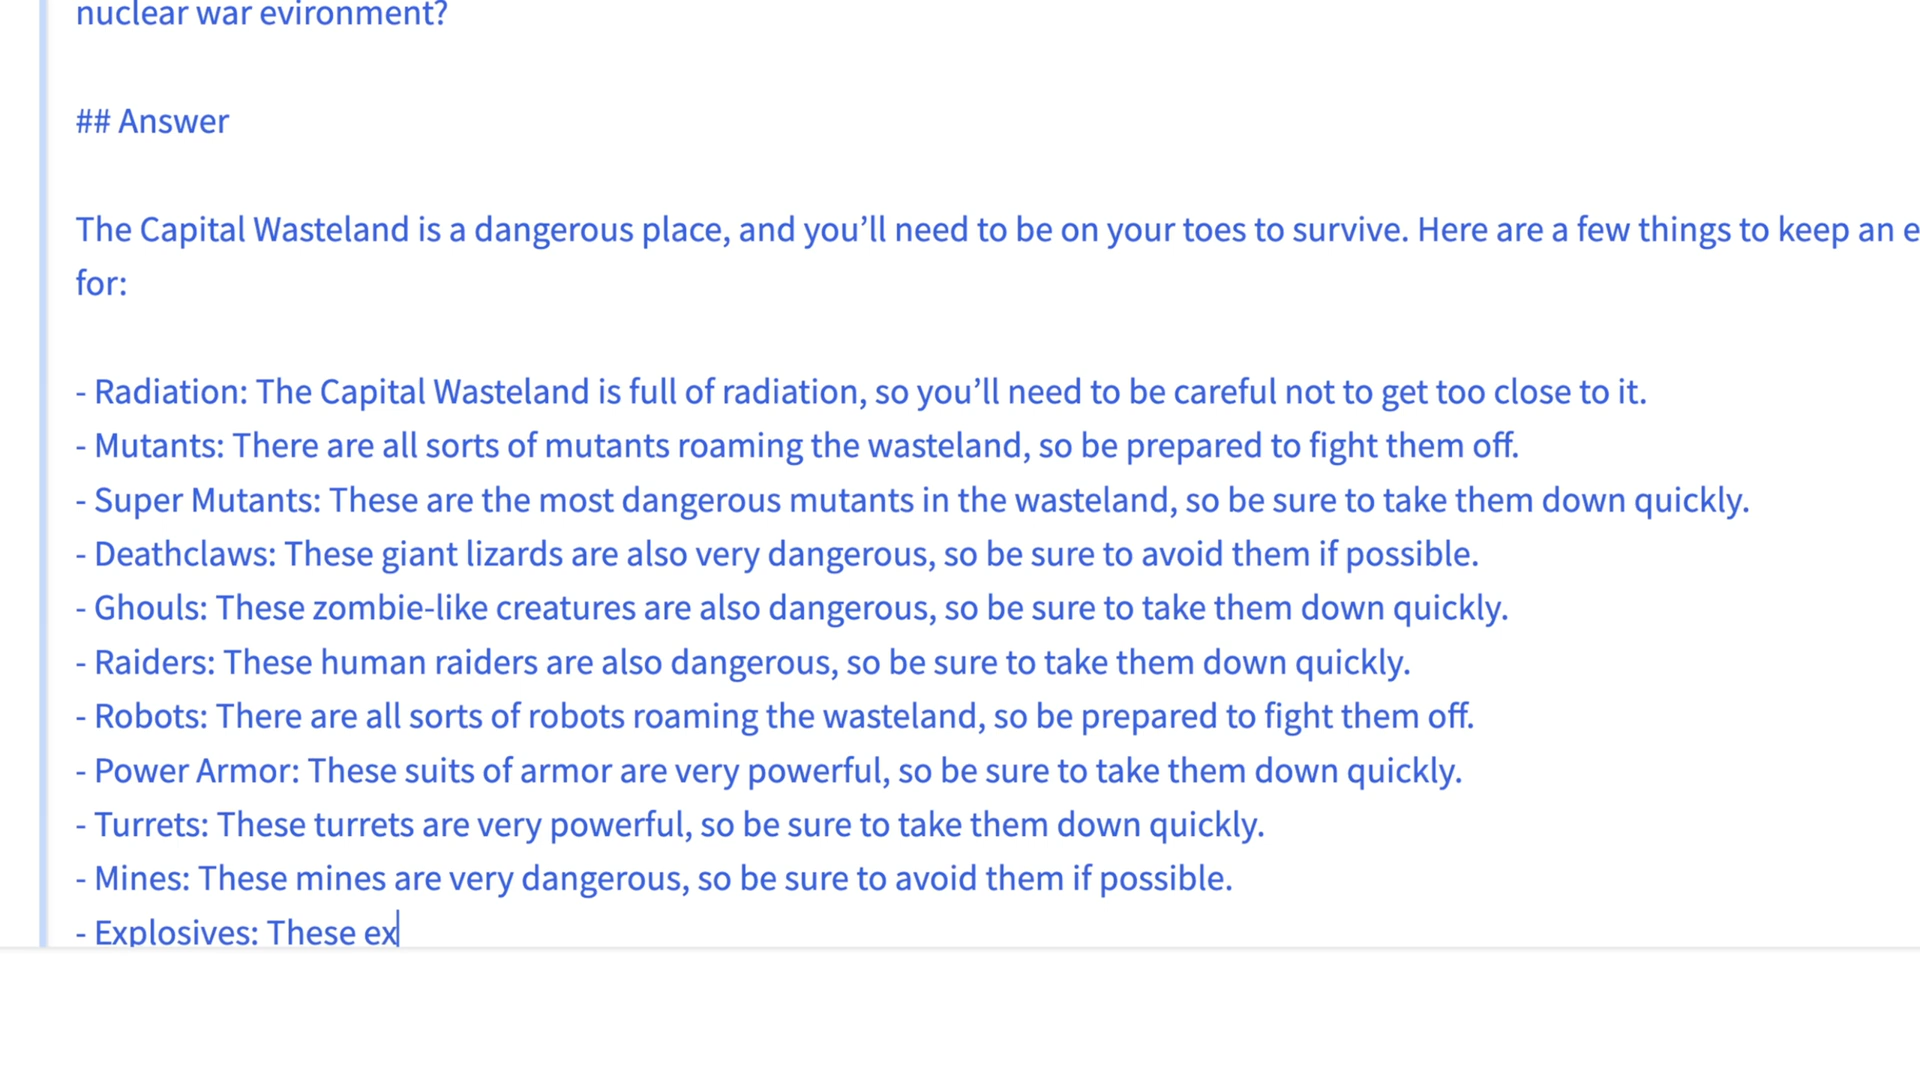 nuclear war evironment?
## Answer
The Capital Wasteland is a dangerous place, and you’ll need to be on your toes to survive. Here are a few things to keep an e
for:
- Radiation: The Capital Wasteland is full of radiation, so you’ll need to be careful not to get too close to it.
- Mutants: There are all sorts of mutants roaming the wasteland, so be prepared to fight them off.
- Super Mutants: These are the most dangerous mutants in the wasteland, so be sure to take them down quickly.
- Deathclaws: These giant lizards are also very dangerous, so be sure to avoid them if possible.
- Ghouls: These zombie-like creatures are also dangerous, so be sure to take them down quickly.
- Raiders: These human raiders are also dangerous, so be sure to take them down quickly.
- Robots: There are all sorts of robots roaming the wasteland, so be prepared to fight them off.
- Power Armor: These suits of armor are very powerful, so be sure to take them down quickly.
- Turrets: These turrets are very powerful, so be sure to take them down quickly.
- Mines: These mines are very dangerous, so be sure to avoid them if possible.
- Explosives: These ex